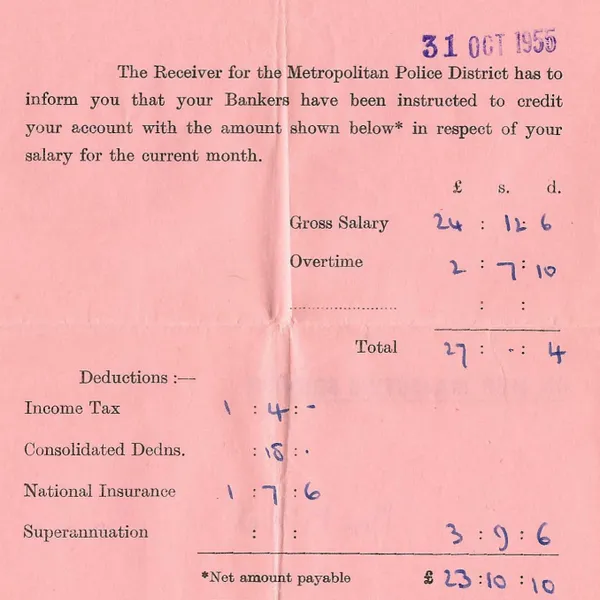 31 OCT 1955
The Receiver for the Metropolitan Police District has to
inform you that your Bankers have been instructed to credit
your account with the amount shown below* in respect of your
salary for the current month.
£ s. d.
Gross Salary 24 : 12 6
Overtime 2 : 7 : 10
.......................... : :
Total 27 : - : 4
Deductions :—
Income Tax 1 : 4 : -
Consolidated Dedns. : 18 : .
National Insurance 1 : 7 : 6
Superannuation : : 3 : 9 : 6
*Net amount payable £ 23 : 10 : 10